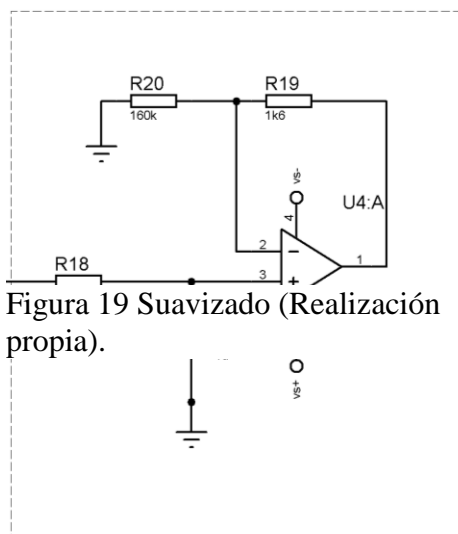 R20
R19
160k
1k6
vs-
4
U4:A
2
1
R18
3
Figura 19 Suavizado (Realización
propia).
vs+